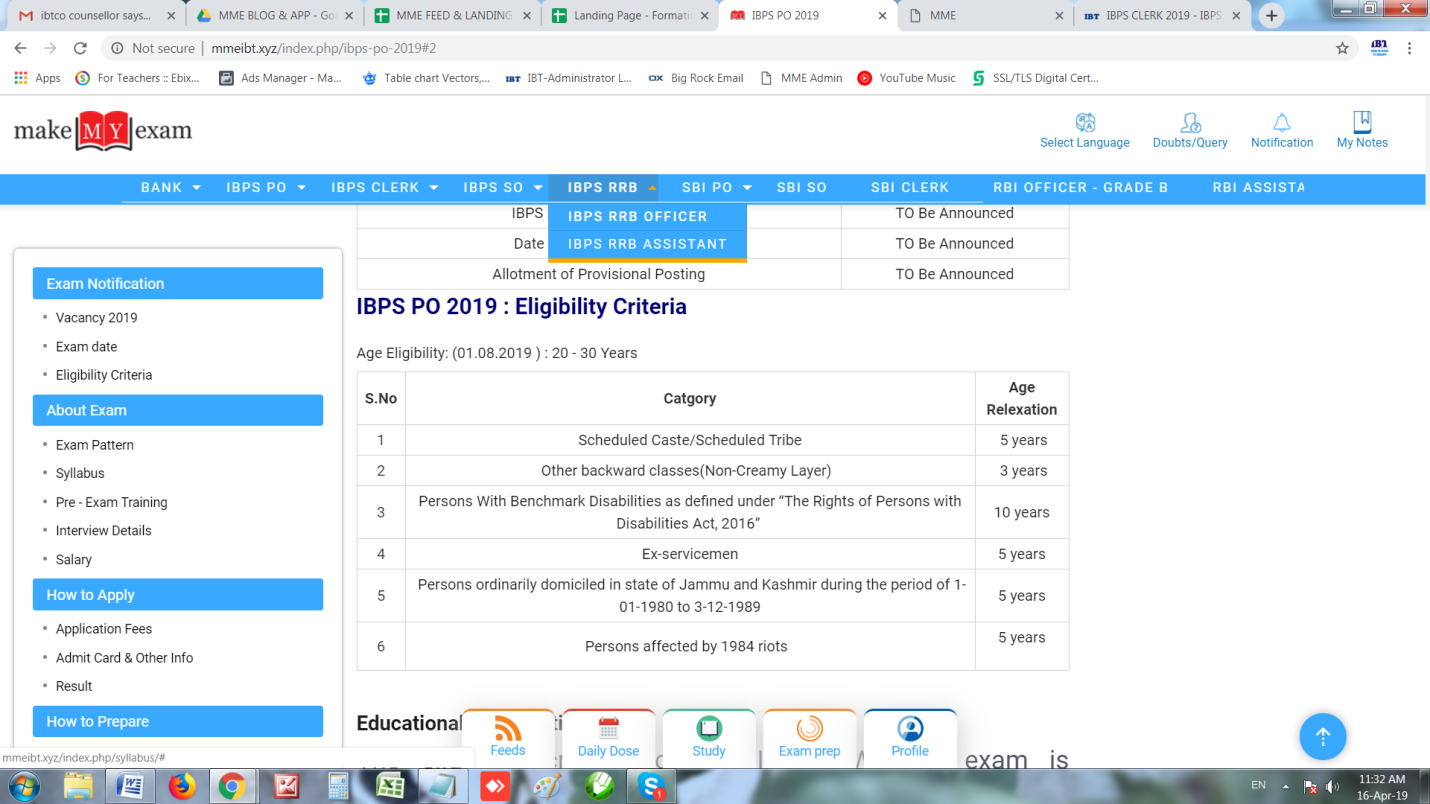 ibtco counsellor says...
MME BLOG & APP - Go
MME FEED & LANDING
Landing Page - Formati
IBPS PO 2019
MME
IBT IBPS CLERK 2019 - IBPS
Not secure | mmeibt.xyz/index.php/ibps-po-2019#2
Apps For Teachers :: Ebix... Ads Manager - Ma... Table chart Vectors,... IBT IBT-Administrator L... OX Big Rock Email MME Admin YouTube Music SSL/TLS Digital Cert...
make MY exam
Select Language Doubts/Query Notification My Notes
BANK IBPS PO IBPS CLERK IBPS SO IBPS RRB SBI PO SBI SO SBI CLERK RBI OFFICER - GRADE B RBI ASSISTA
IBPS RRB OFFICER
IBPS RRB ASSISTANT
IBPS TO Be Announced
Date TO Be Announced
Allotment of Provisional Posting TO Be Announced
Exam Notification
• Vacancy 2019
• Exam date
• Eligibility Criteria
About Exam
• Exam Pattern
• Syllabus
• Pre - Exam Training
• Interview Details
• Salary
How to Apply
• Application Fees
• Admit Card & Other Info
• Result
How to Prepare
IBPS PO 2019 : Eligibility Criteria
Age Eligibility: (01.08.2019 ) : 20 - 30 Years
S.No Catgory Age
Relexation
1 Scheduled Caste/Scheduled Tribe 5 years
2 Other backward classes(Non-Creamy Layer) 3 years
3 Persons With Benchmark Disabilities as defined under “The Rights of Persons with
Disabilities Act, 2016” 10 years
4 Ex-servicemen 5 years
5 Persons ordinarily domiciled in state of Jammu and Kashmir during the period of 1-
01-1980 to 3-12-1989 5 years
6 Persons affected by 1984 riots 5 years
Educational
exam is
Feeds Daily Dose Study Exam prep Profile
mmeibt.xyz/index.php/syllabus/#
EN 11:32 AM
16-Apr-19